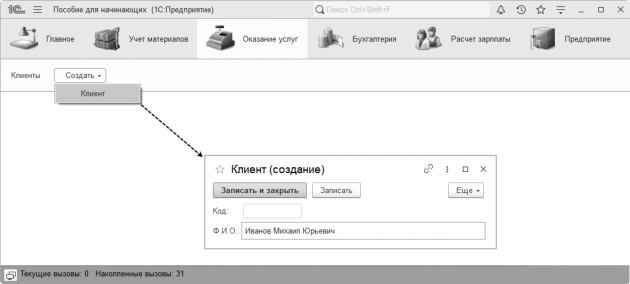 1С Пособие для начинающих (1С:Предприятие) Поиск Ctrl+Shift+F
Главное Учет материалов Оказание услуг Бухгалтерия Расчет зарплаты Предприятие
Клиенты Создать
Клиент
Клиент (создание)
Записать и закрыть Записать Еще
Код:
Ф.И.О.: Иванов Михаил Юрьевич
Текущие вызовы: 0 Накопленные вызовы: 31